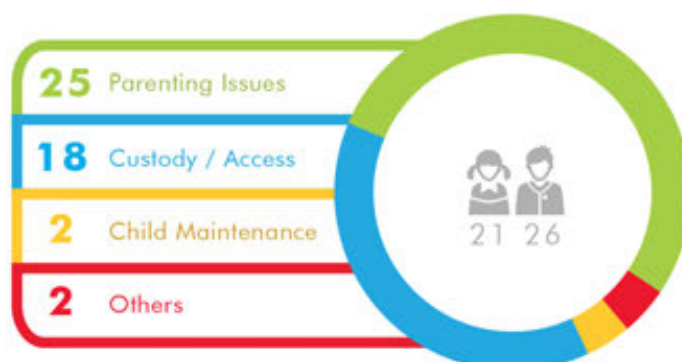 25 Parenting Issues
18 Custody / Access
2 Child Maintenance
2 Others
21 26